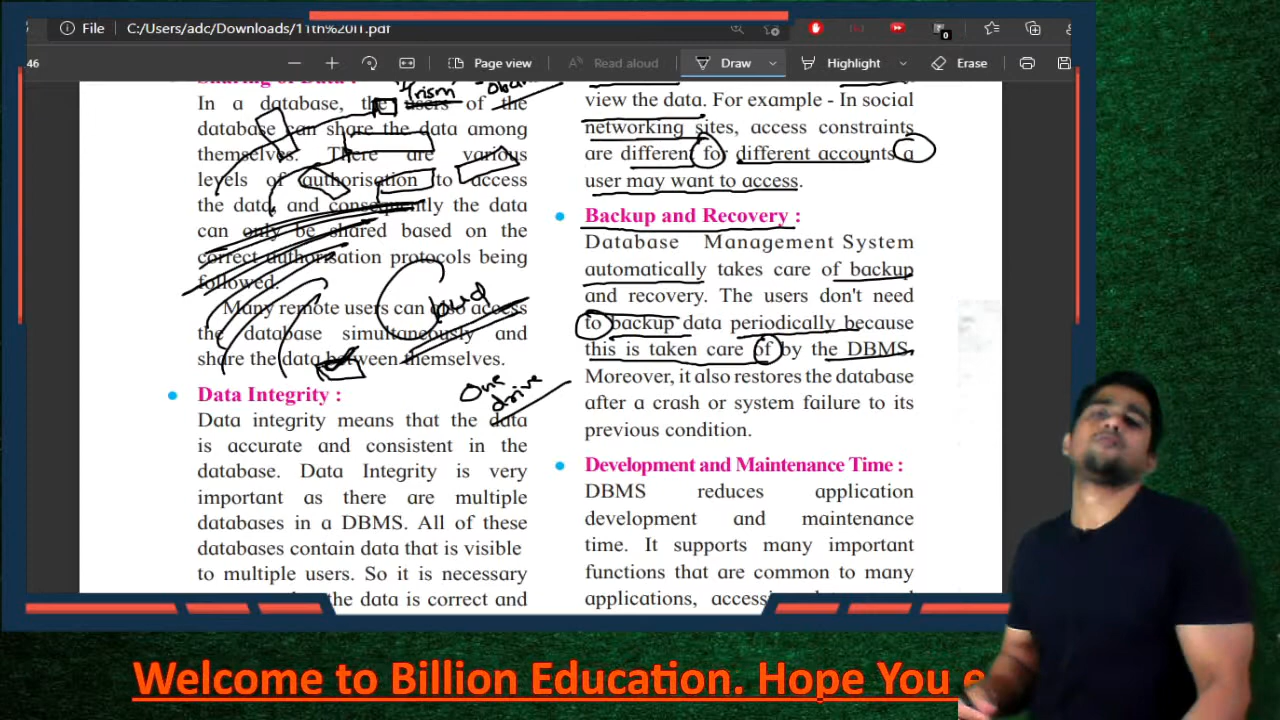 File
C:/Users/adc/Downloads/11th%20IT.pdf
0
46
Page view
Read aloud
Draw
Highlight
Erase
Sharing of Data :
In a database, the users of the
database can share the data among
themselves. There are various
levels of authorisation to access
the data, and consequently the data
can only be shared based on the
correct authorisation protocols being
followed.
Many remote users can also access
the database simultaneously and
share the data between themselves.
cloud
One
drive
Data Integrity :
Data integrity means that the data
is accurate and consistent in the
database. Data Integrity is very
important as there are multiple
databases in a DBMS. All of these
databases contain data that is visible
to multiple users. So it is necessary
the data is correct and
view the data. For example - In social
networking sites, access constraints
are different for different accounts a
user may want to access.
Backup and Recovery :
Database Management System
automatically takes care of backup
and recovery. The users don't need
to backup data periodically because
this is taken care of by the DBMS.
Moreover, it also restores the database
after a crash or system failure to its
previous condition.
Development and Maintenance Time :
DBMS reduces application
development and maintenance
time. It supports many important
functions that are common to many
applications,
Welcome to Billion Education. Hope You e